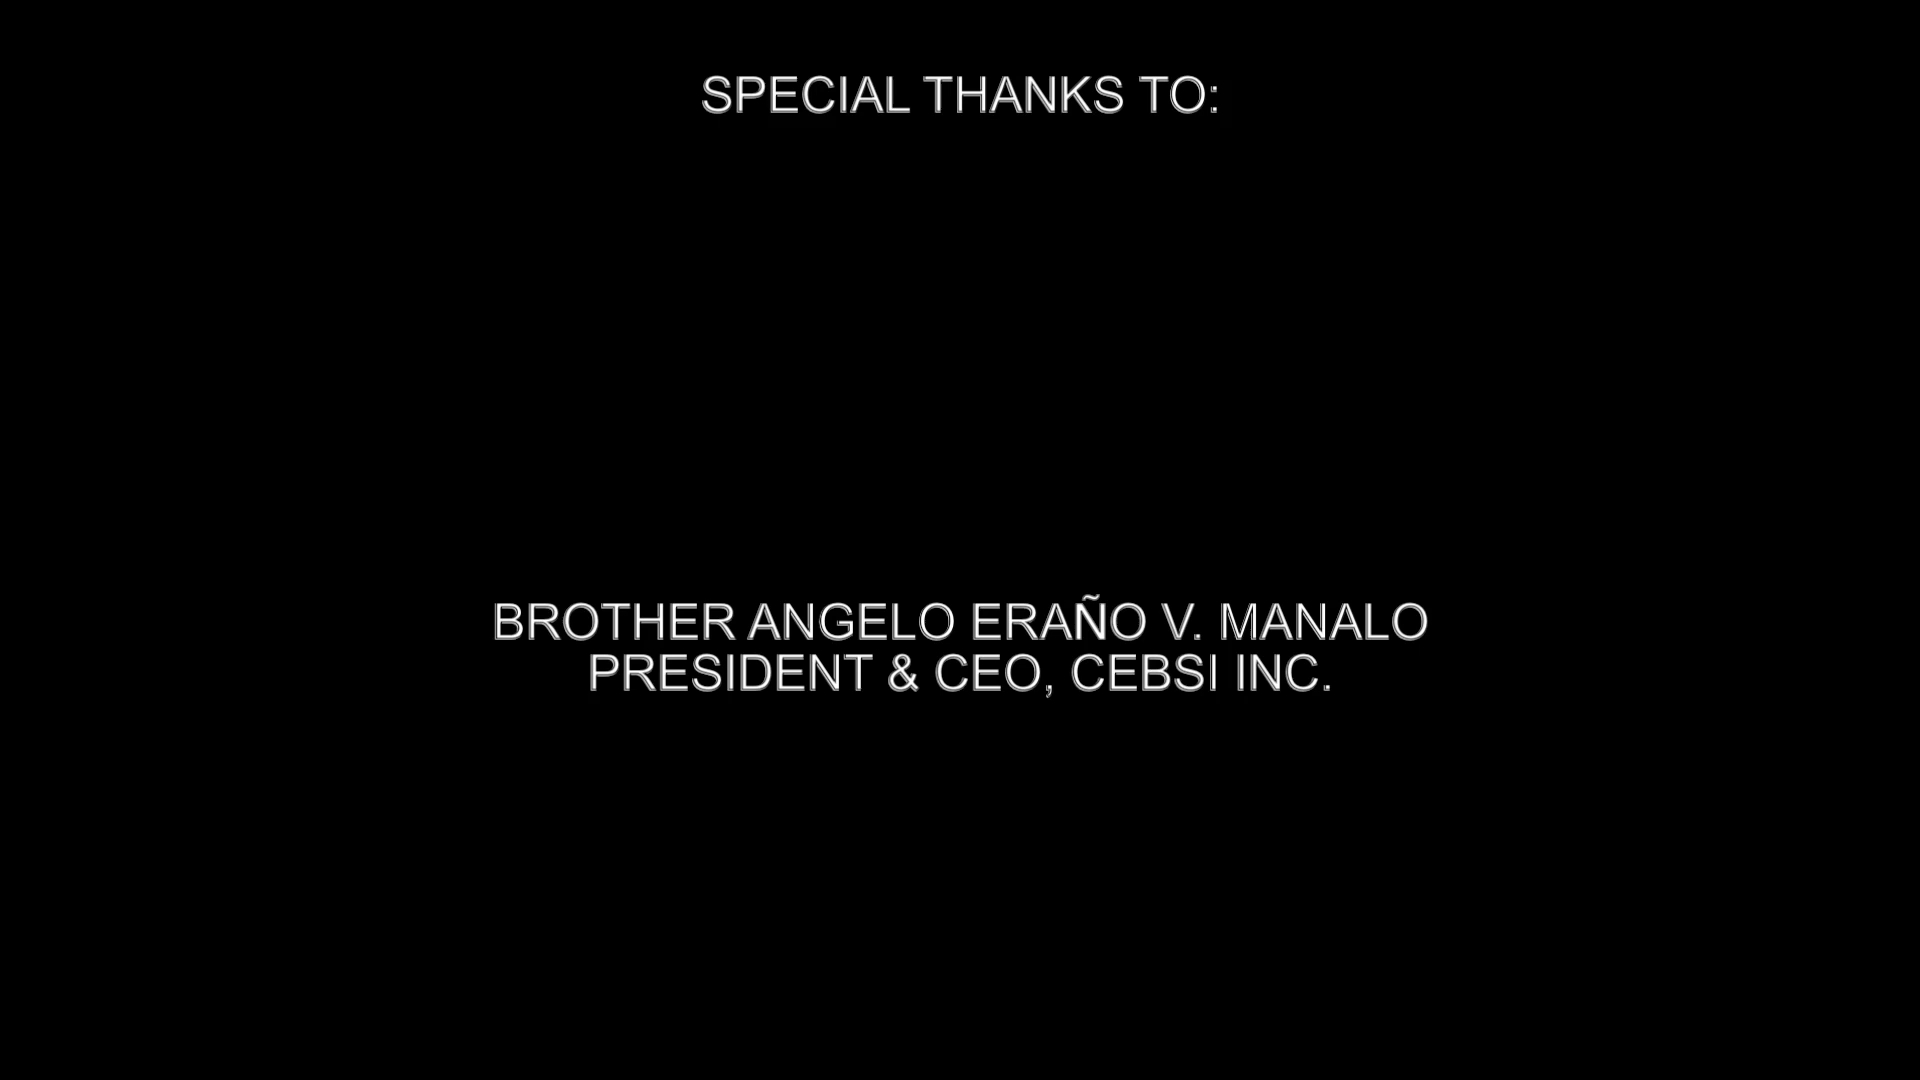 SPECIAL THANKS TO:
BROTHER ANGELO ERAÑO V. MANALO
PRESIDENT & CEO, CEBSI INC.